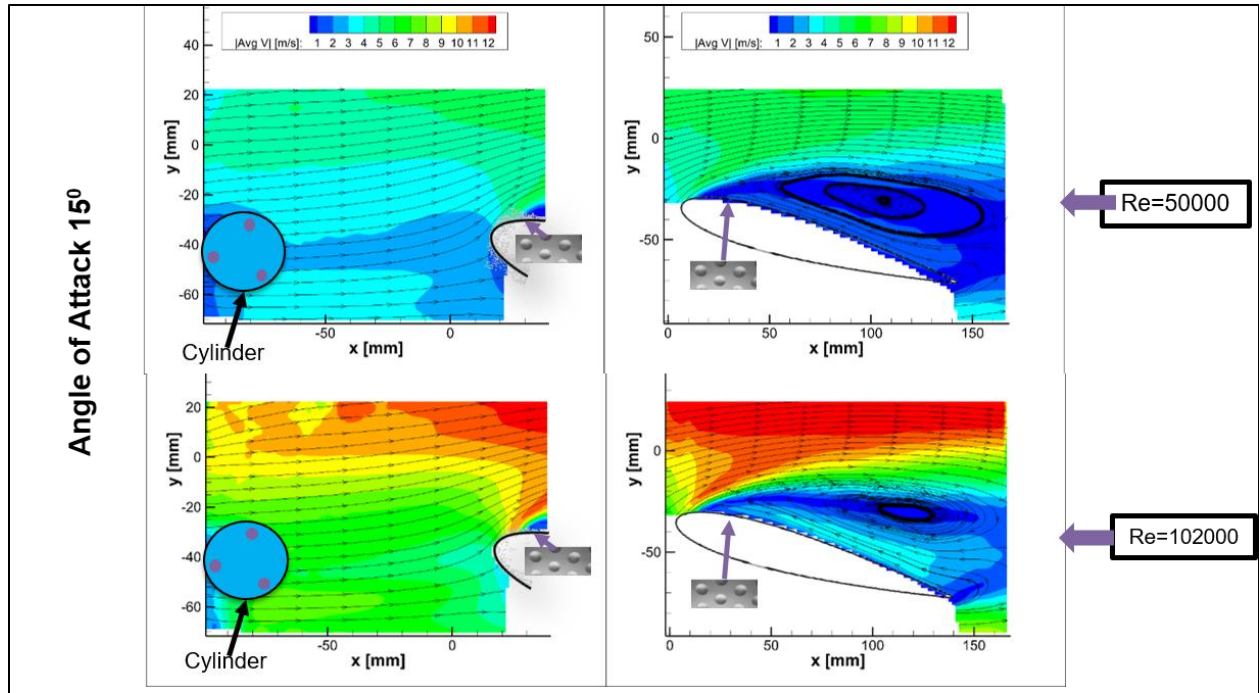 Angle of Attack 15⁰
|Avg V| [m/s]: 1 2 3 4 5 6 7 8 9 10 11 12
40
20
0
-20
-40
-60
y [mm]
-50 0
x [mm]
Cylinder
|Avg V| [m/s]: 1 2 3 4 5 6 7 8 9 10 11 12
50
0
-50
y [mm]
0 50 100 150
x [mm]
Re=50000
20
0
-20
-40
-60
y [mm]
-50 0
x [mm]
Cylinder
0
-50
y [mm]
0 50 100 150
x [mm]
Re=102000